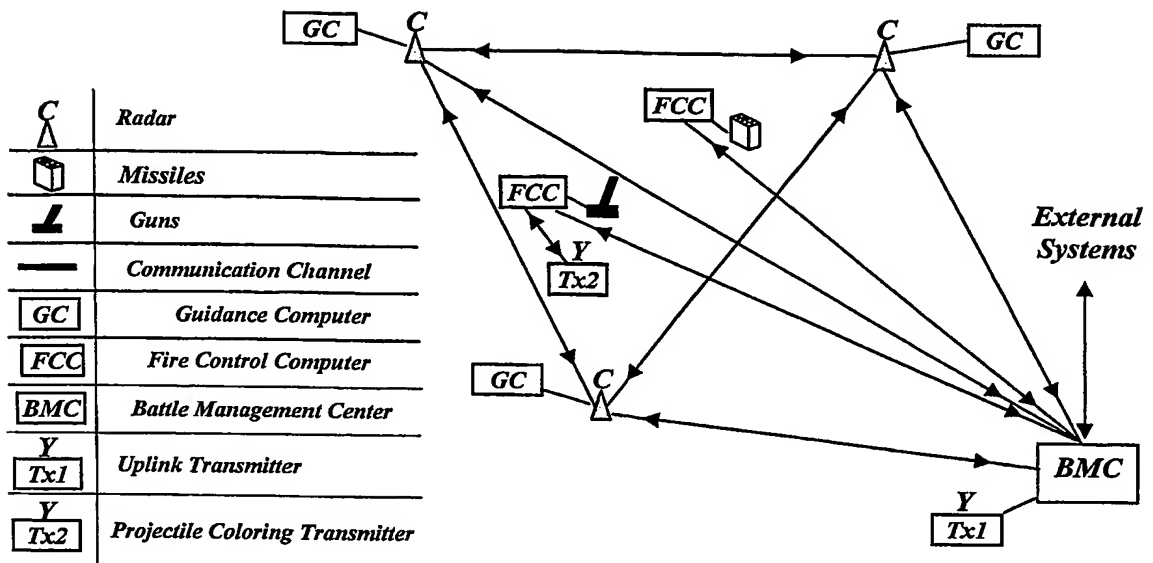 C
Radar
Missiles
Guns
Communication Channel
GC
Guidance Computer
FCC
Fire Control Computer
BMC
Battle Management Center
Y
Tx1
Uplink Transmitter
Y
Tx2
Projectile Coloring Transmitter
GC
C
C
GC
FCC
FCC
Y
Tx2
External
Systems
GC
C
BMC
Y
Tx1